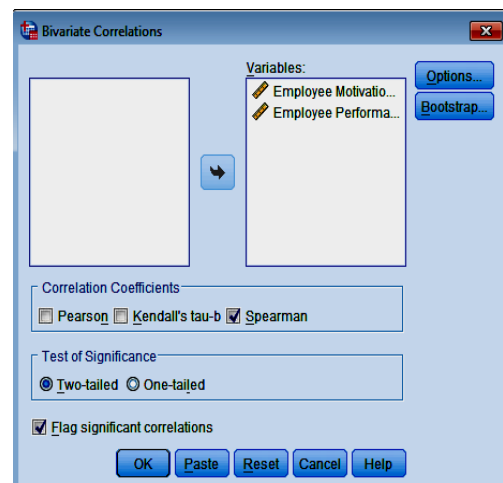 Bivariate Correlations
Variables:
Employee Motivatio...
Employee Performa...
Options...
Bootstrap...
Correlation Coefficients
Pearson Kendall's tau-b Spearman
Test of Significance
Two-tailed One-tailed
Flag significant correlations
OK Paste Reset Cancel Help